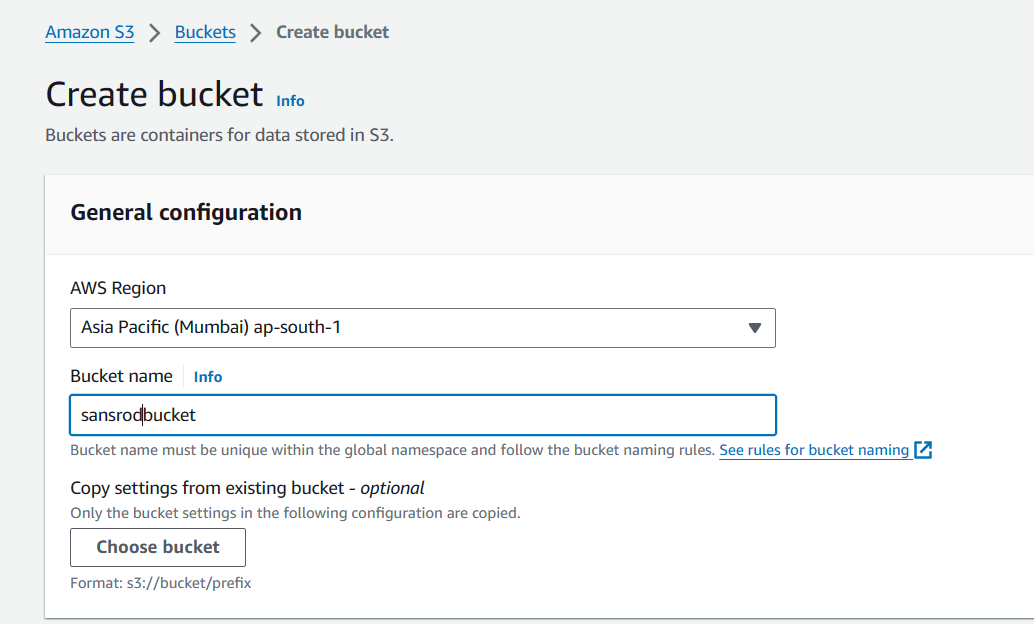 Amazon S3 > Buckets > Create bucket
Create bucket Info
Buckets are containers for data stored in S3.
General configuration
AWS Region
Asia Pacific (Mumbai) ap-south-1
Bucket name Info
sansrodbucket
Bucket name must be unique within the global namespace and follow the bucket naming rules. See rules for bucket naming
Copy settings from existing bucket - optional
Only the bucket settings in the following configuration are copied.
Choose bucket
Format: s3://bucket/prefix